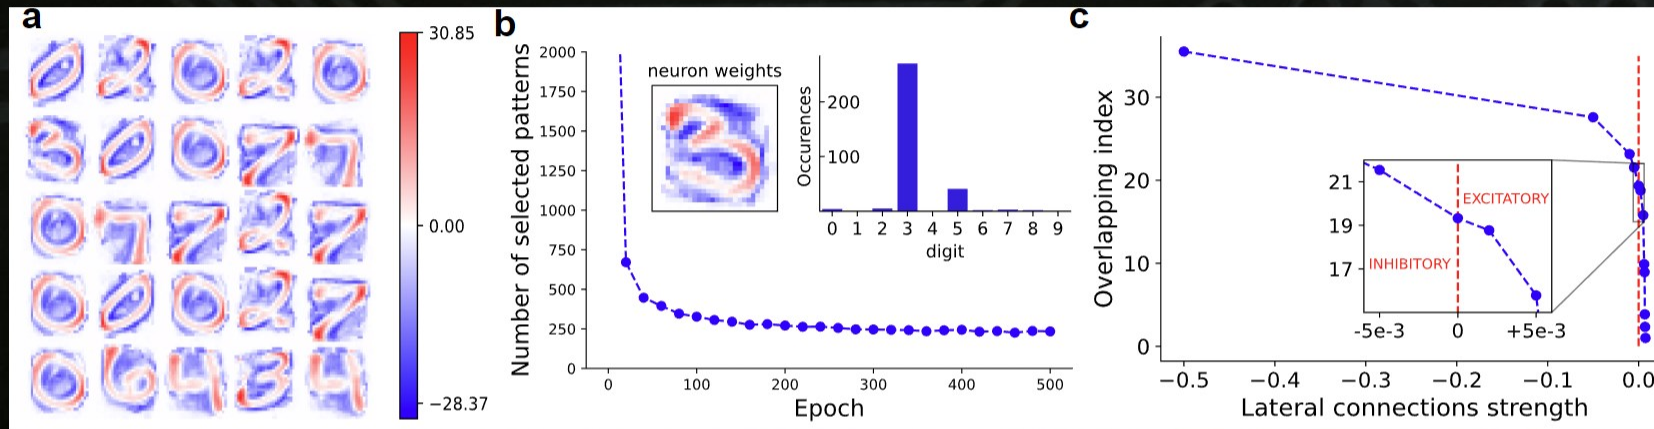 a
30.85
0.00
−28.37
b
Number of selected patterns
2000
1750
1500
1250
1000
750
500
250
0
0 100 200 300 400 500
Epoch
neuron weights
Occurences
200
100
0 1 2 3 4 5 6 7 8 9
digit
c
Overlapping index
30
20
10
0
−0.5 −0.4 −0.3 −0.2 −0.1 0.0
Lateral connections strength
21
19
17
EXCITATORY
INHIBITORY
-5e-3 0 +5e-3